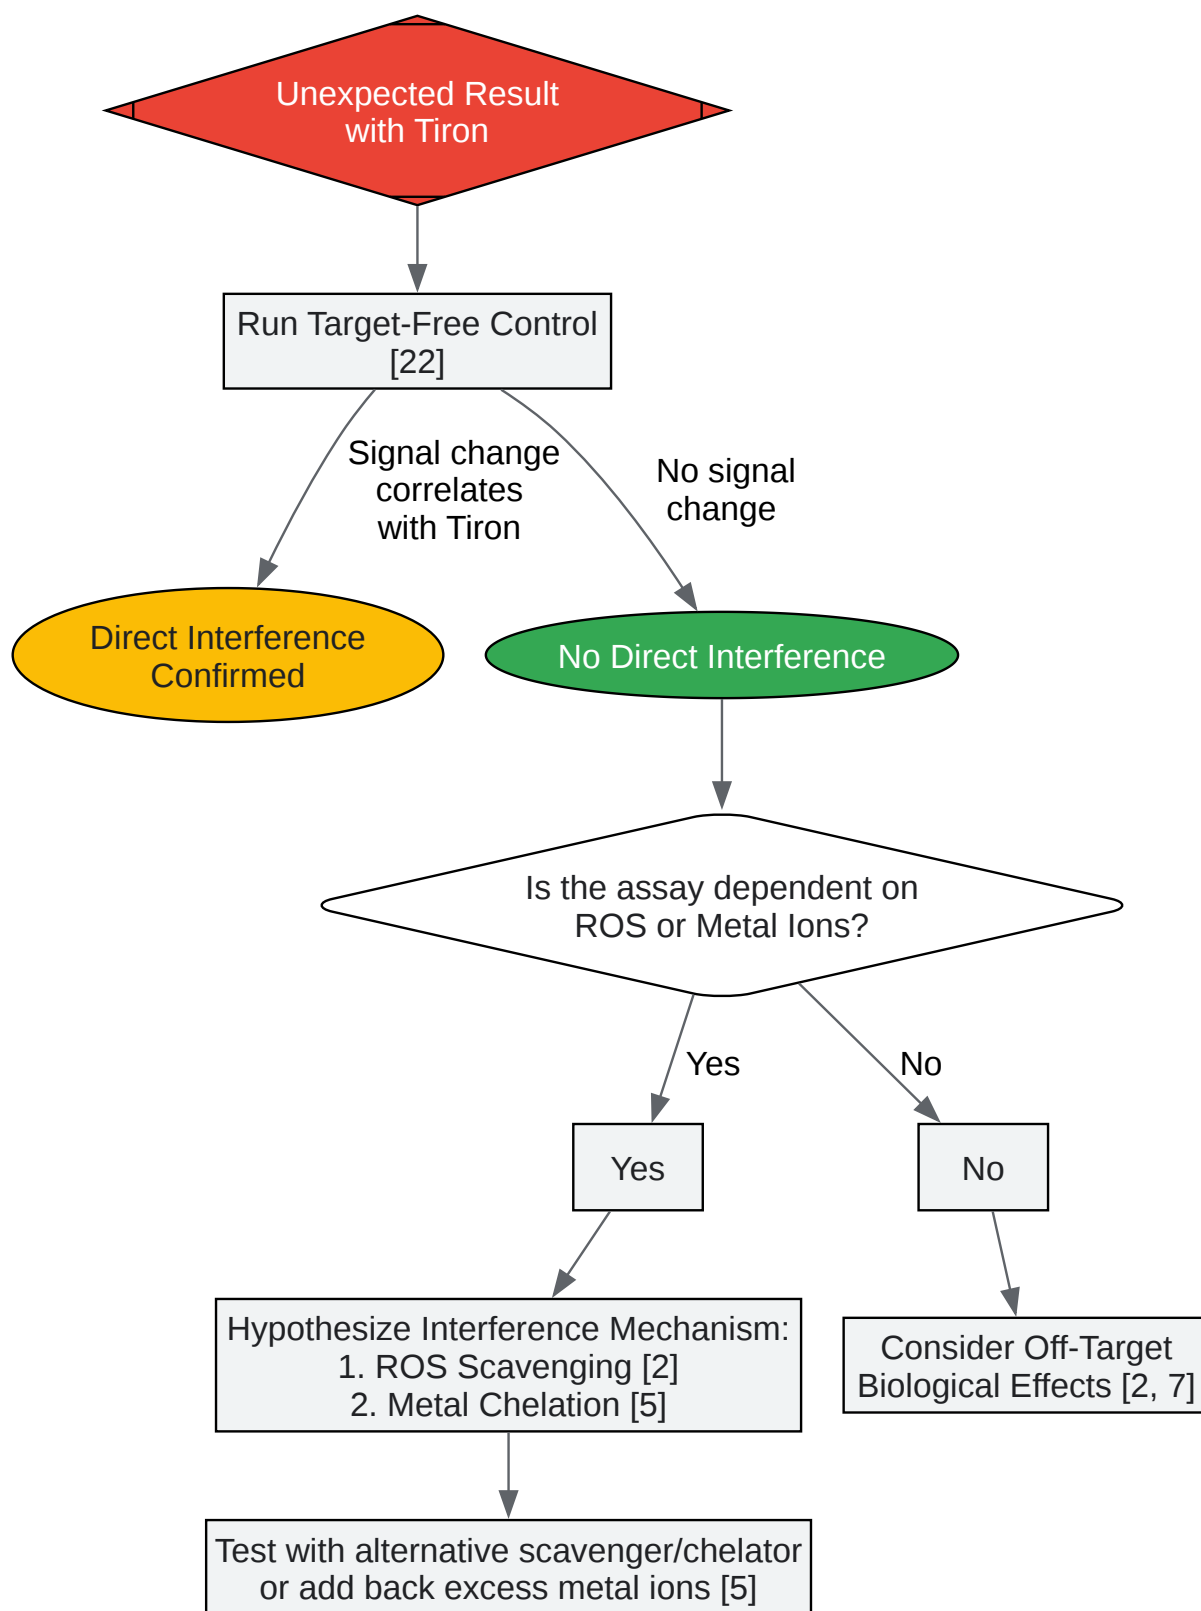 Unexpected Result
with Tiron
Run Target-Free Control
[22]
Signal change
correlates
with Tiron
No signal
change
Direct Interference
Confirmed
No Direct Interference
Is the assay dependent on
ROS or Metal Ions?
Yes
No
Yes
No
Hypothesize Interference Mechanism:
1. ROS Scavenging [2]
2. Metal Chelation [5]
Consider Off-Target
Biological Effects [2, 7]
Test with alternative scavenger/chelator
or add back excess metal ions [5]